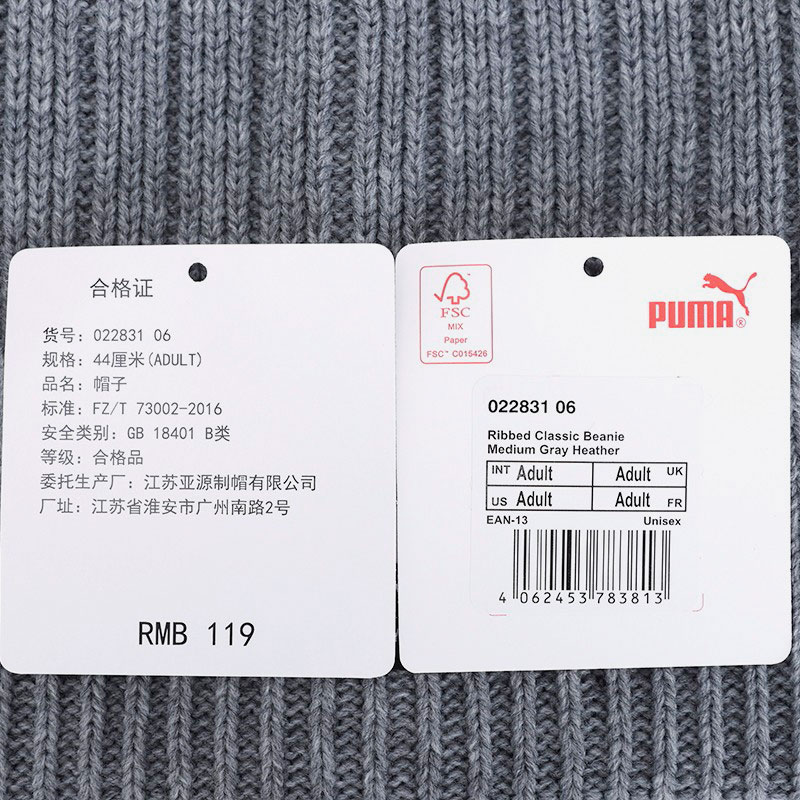 合格证
货号: 022831 06
规格: 44厘米(ADULT)
品名: 帽子
标准: FZ/T 73002-2016
安全类别: GB 18401 B类
等级: 合格品
委托生产厂: 江苏亚源制帽有限公司
厂址: 江苏省淮安市广州南路2号
RMB 119
FSC
MIX
Paper
FSC™ C015426
PUMA®
022831 06
Ribbed Classic Beanie
Medium Gray Heather
INT Adult Adult UK
US Adult Adult FR
EAN-13 Unisex
4 062453 783813